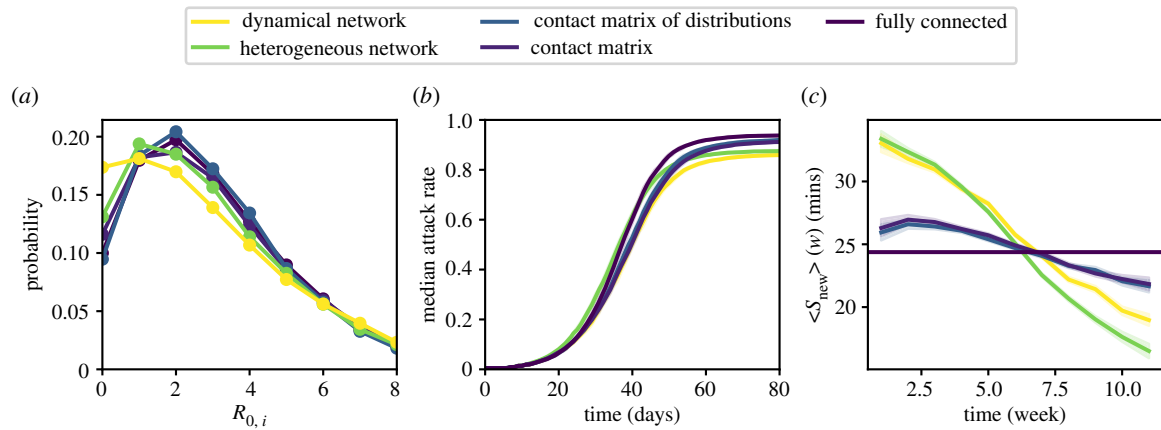 dynamical network
heterogeneous network
contact matrix of distributions
contact matrix
fully connected
(a)
probability
0.20
0.15
0.10
0.05
0
0 2 4 6 8
R0, i
(b)
median attack rate
1.0
0.8
0.6
0.4
0.2
0
0 20 40 60 80
time (days)
(c)
<Snew> (w) (mins)
30
25
20
2.5 5.0 7.5 10.0
time (week)